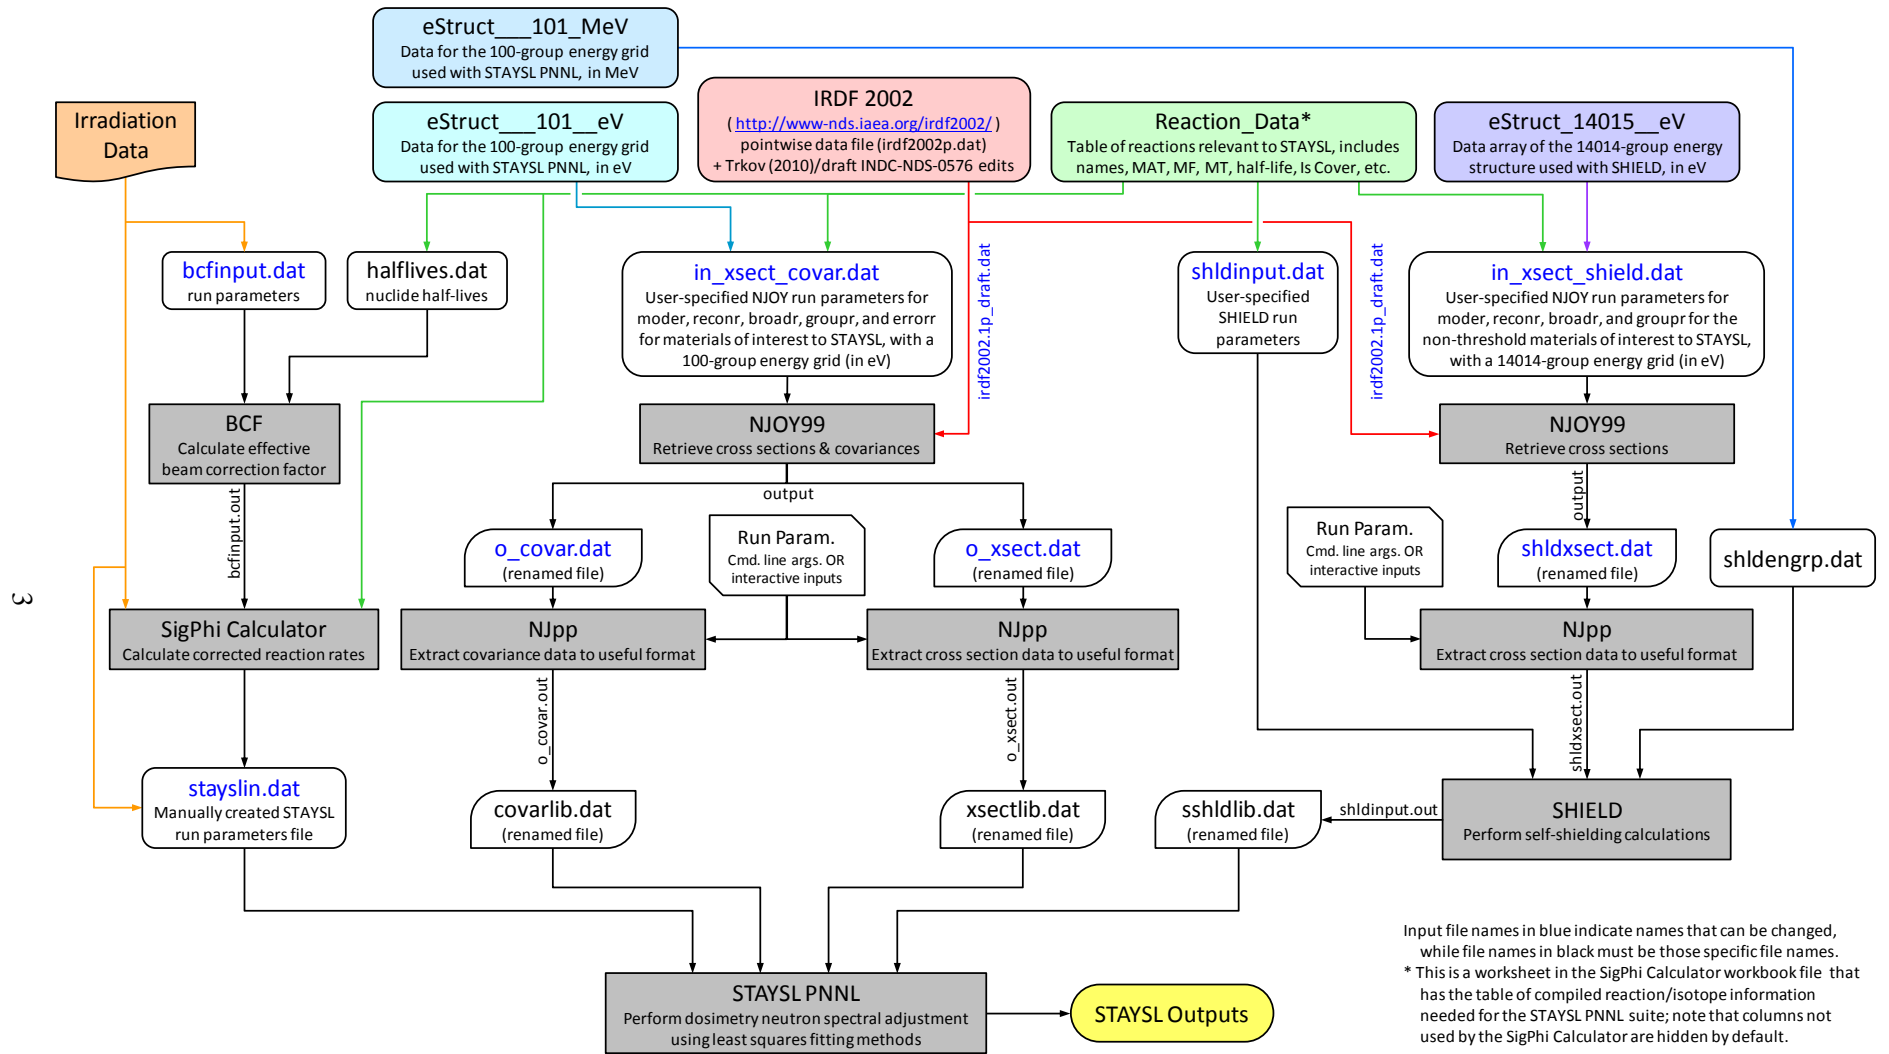 eStruct___101_MeV
Data for the 100-group energy grid
used with STAYSL PNNL, in MeV
Irradiation
Data
eStruct___101__eV
Data for the 100-group energy grid
used with STAYSL PNNL, in eV
IRDF 2002
( http://www-nds.iaea.org/irdf2002/ )
pointwise data file (irdf2002p.dat)
+ Trkov (2010)/draft INDC-NDS-0576 edits
Reaction_Data*
Table of reactions relevant to STAYSL, includes
names, MAT, MF, MT, half-life, Is Cover, etc.
eStruct_14015__eV
Data array of the 14014-group energy
structure used with SHIELD, in eV
bcfinput.dat
run parameters
halflives.dat
nuclide half-lives
in_xsect_covar.dat
User-specified NJOY run parameters for
moder, reconr, broadr, groupr, and errorr
for materials of interest to STAYSL, with a
100-group energy grid (in eV)
irdf2002.1p_draft.dat
shldinput.dat
User-specified
SHIELD run
parameters
irdf2002.1p_draft.dat
in_xsect_shield.dat
User-specified NJOY run parameters for
moder, reconr, broadr, and groupr for the
non-threshold materials of interest to STAYSL,
with a 14014-group energy grid (in eV)
BCF
Calculate effective
beam correction factor
NJOY99
Retrieve cross sections & covariances
NJOY99
Retrieve cross sections
bcfinput.out
output
output
o_covar.dat
(renamed file)
Run Param.
Cmd. line args. OR
interactive inputs
o_xsect.dat
(renamed file)
Run Param.
Cmd. line args. OR
interactive inputs
shldxsect.dat
(renamed file)
shldengrp.dat
3
SigPhi Calculator
Calculate corrected reaction rates
NJpp
Extract covariance data to useful format
NJpp
Extract cross section data to useful format
NJpp
Extract cross section data to useful format
o_covar.out
o_xsect.out
shldxsect.out
stayslin.dat
Manually created STAYSL
run parameters file
covarlib.dat
(renamed file)
xsectlib.dat
(renamed file)
sshldlib.dat
(renamed file)
shldinput.out
SHIELD
Perform self-shielding calculations
STAYSL PNNL
Perform dosimetry neutron spectral adjustment
using least squares fitting methods
STAYSL Outputs
Input file names in blue indicate names that can be changed,
while file names in black must be those specific file names.
* This is a worksheet in the SigPhi Calculator workbook file that
has the table of compiled reaction/isotope information
needed for the STAYSL PNNL suite; note that columns not
used by the SigPhi Calculator are hidden by default.